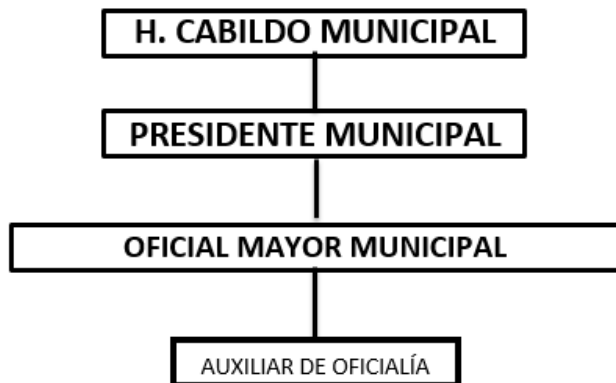 H. CABILDO MUNICIPAL
PRESIDENTE MUNICIPAL
OFICIAL MAYOR MUNICIPAL
AUXILIAR DE OFICIALÍA